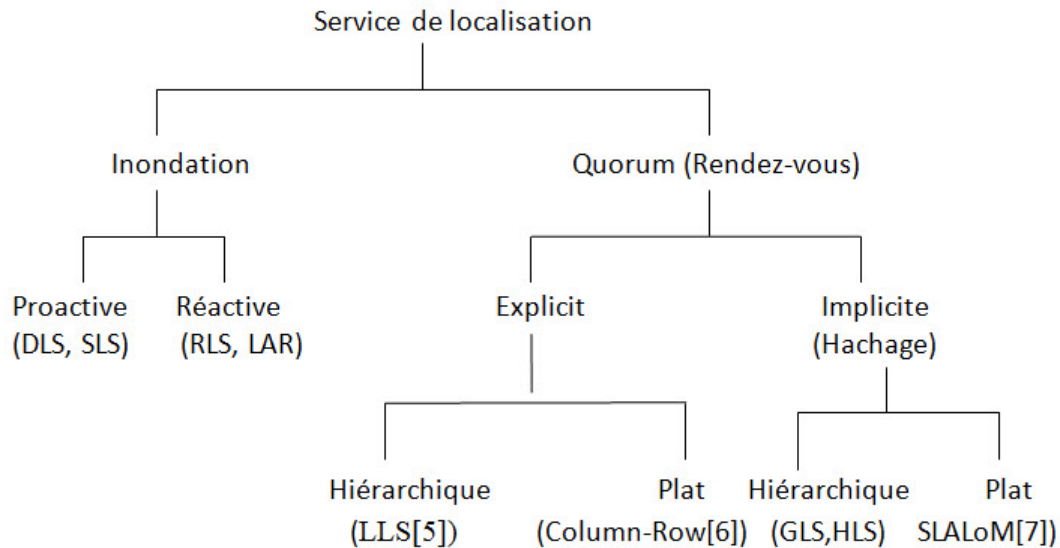 Service de localisation
Inondation
Quorum (Rendez-vous)
Proactive
(DLS, SLS)
Réactive
(RLS, LAR)
Explicit
Implicite
(Hachage)
Hiérarchique
(LLS[5])
Plat
(Column-Row[6])
Hiérarchique
(GLS,HLS)
Plat
SLALoM[7])